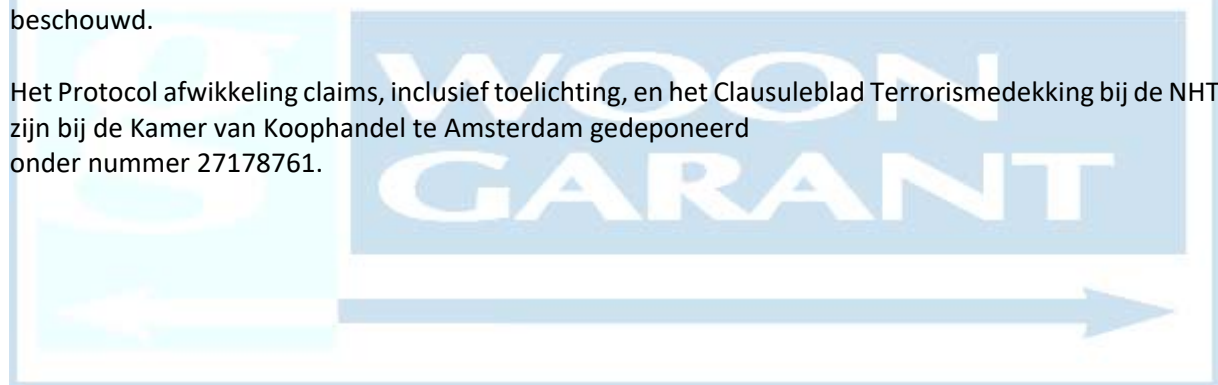 beschouwd.
Het Protocol afwikkeling claims, inclusief toelichting, en het Clausuleblad Terrorismedekking bij de NHT
zijn bij de Kamer van Koophandel te Amsterdam gedeponeerd
onder nummer 27178761.
g
WOON
GARANT